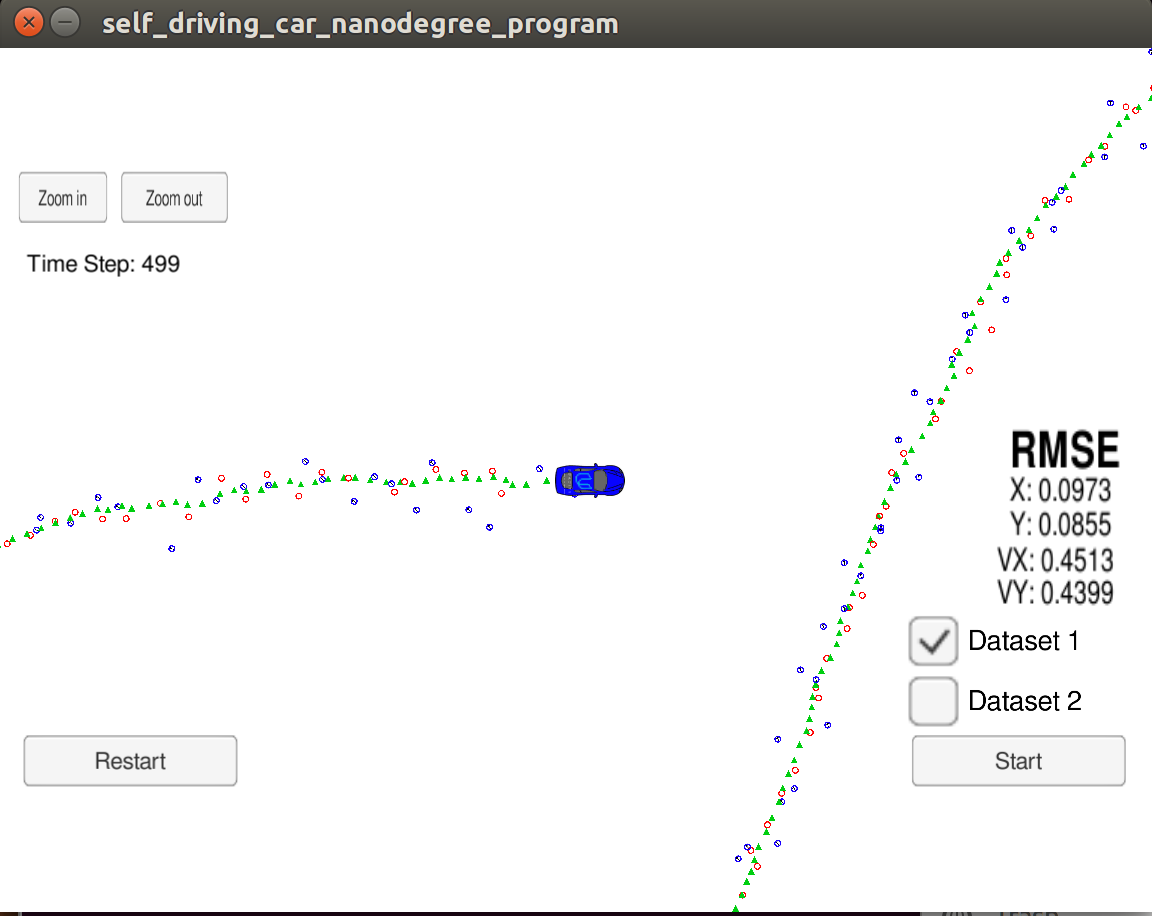 self_driving_car_nanodegree_program
Zoom in
Zoom out
Time Step: 499
RMSE
X: 0.0973
Y: 0.0855
VX: 0.4513
VY: 0.4399
Dataset 1
Dataset 2
Restart
Start